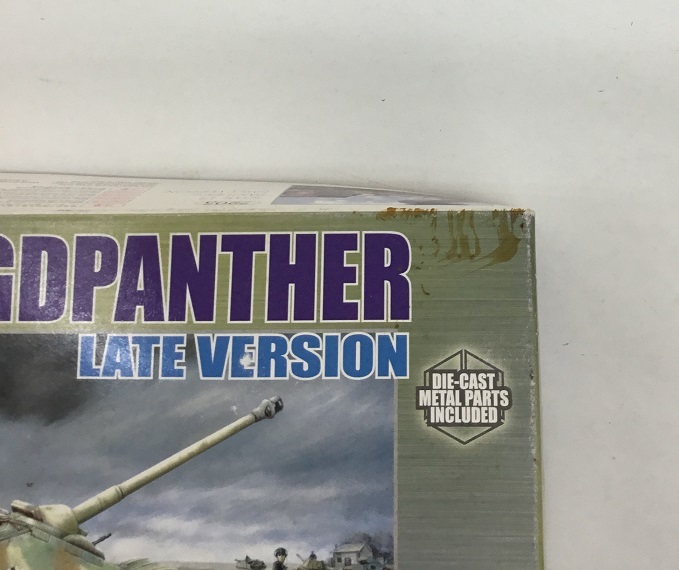 GDPANTHER
LATE VERSION
DIE-CAST
METAL PARTS
INCLUDED